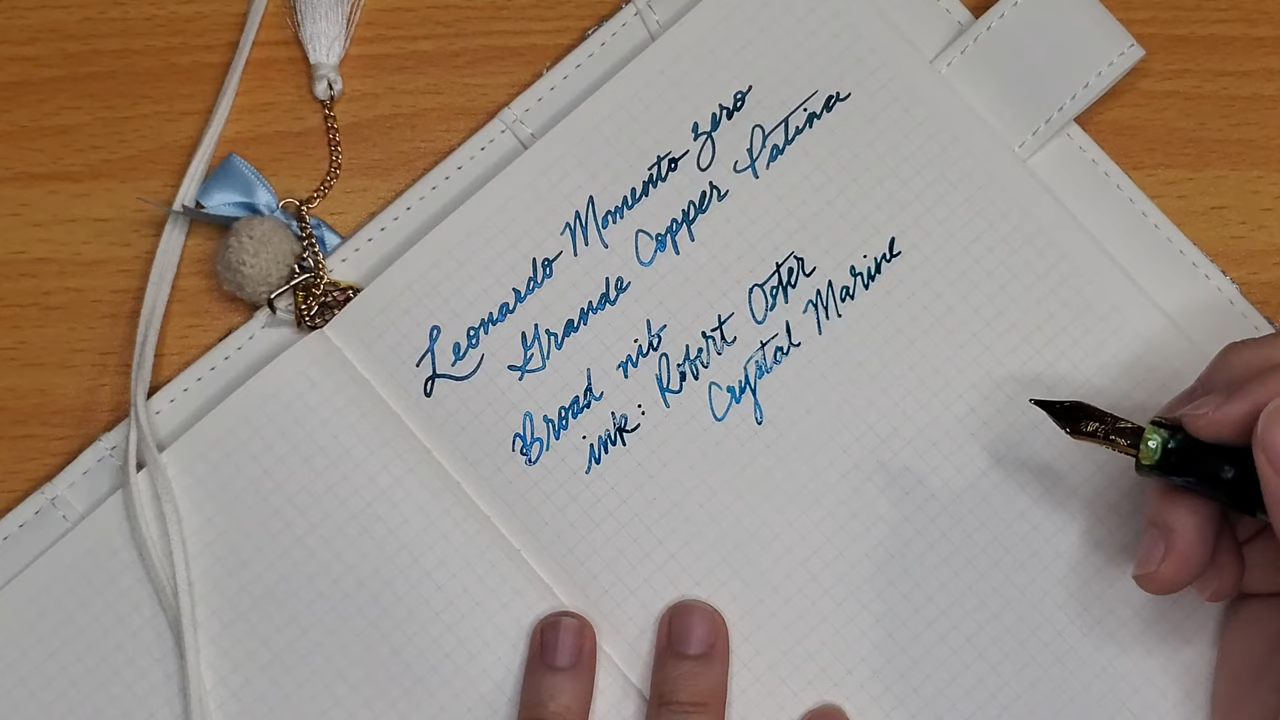 Leonardo Momento zero
Grande Copper Patina
Broad nib
ink: Robert Oster
Crystal Marine